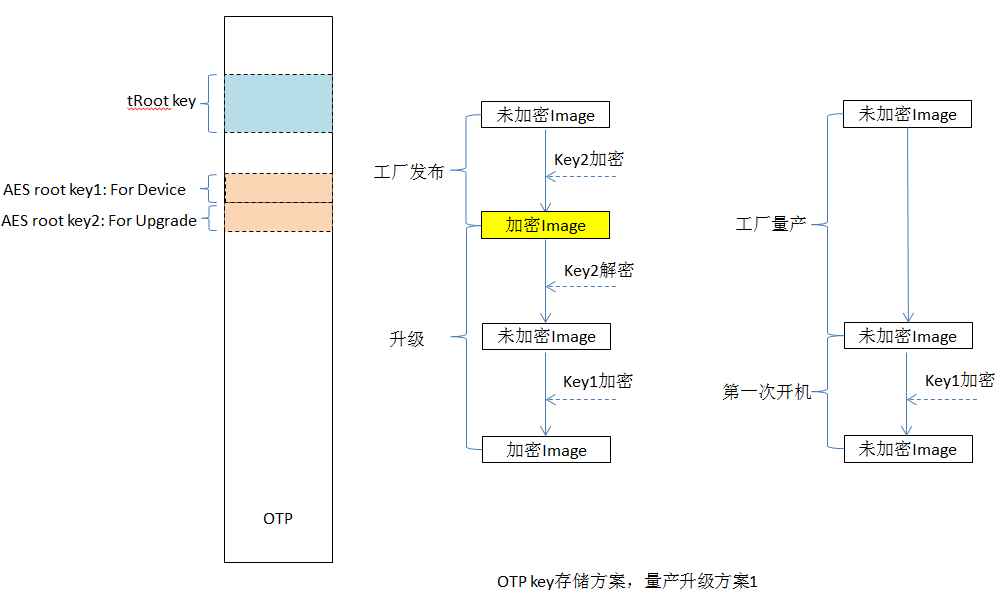 tRoot key
AES root key1: For Device
AES root key2: For Upgrade
OTP
工厂发布
升级
未加密Image
Key2加密
加密Image
Key2解密
未加密Image
Key1加密
加密Image
工厂量产
第一次开机
未加密Image
未加密Image
Key1加密
未加密Image
OTP key存储方案，量产升级方案1